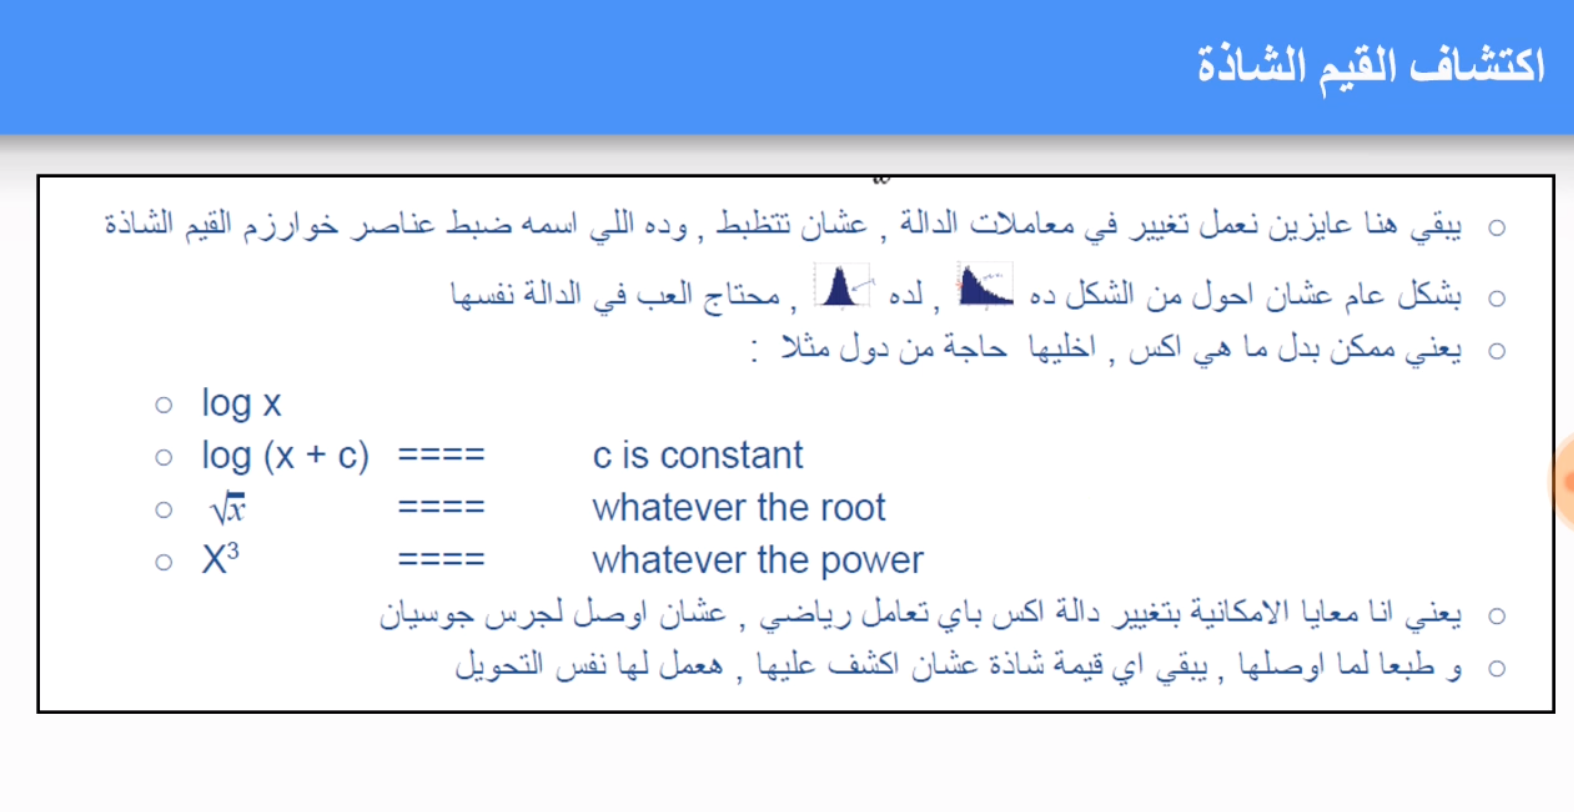 اكتشاف القيم الشاذة
يبقي هنا عايزين نعمل تغيير في معاملات الدالة , عشان تتظبط , وده اللي اسمه ضبط عناصر خوارزم القيم الشاذة
بشكل عام عشان احول من الشكل ده , لده , محتاج العب في الدالة نفسها
يعني ممكن بدل ما هي اكس , اخليها حاجة من دول مثلا :
log x
log (x + c) ==== c is constant
√x ==== whatever the root
X³ ==== whatever the power
يعني انا معايا الامكانية بتغيير دالة اكس باي تعامل رياضي , عشان اوصل لجرس جوسيان
و طبعا لما اوصلها , يبقي اي قيمة شاذة عشان اكشف عليها , هعمل لها نفس التحويل